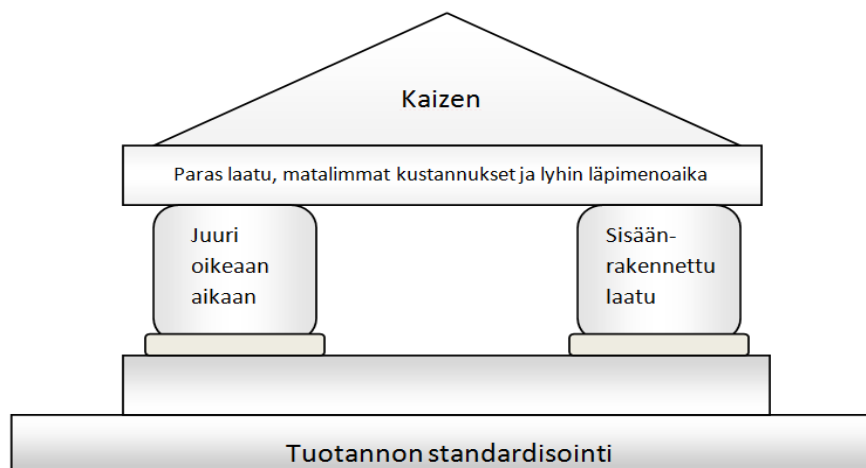 Kaizen
Paras laatu, matalimmat kustannukset ja lyhin läpimenoaika
Juuri
oikeaan
aikaan
Sisään-
rakennettu
laatu
Tuotannon standardisointi